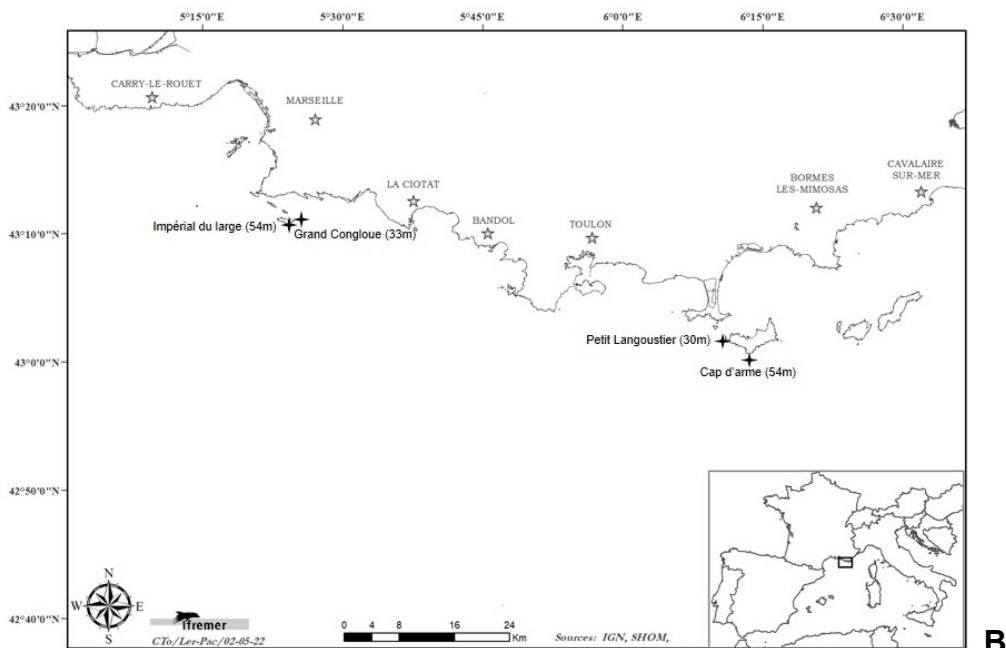 5°15'0"E 5°30'0"E 5°45'0"E 6°0'0"E 6°15'0"E 6°30'0"E
CARRY-LE-ROUET
43°20'0"N
MARSEILLE
CAVALAIRE
SUR-MER
BORMES
LES-MIMOSAS
LA CIOTAT
Impérial du large (54m)
Grand Congloue (33m)
43°10'0"N
BANDOL
TOULON
Petit Langoustier (30m)
43°0'0"N
Cap d'arme (54m)
42°50'0"N
N
W E
S
42°40'0"N
Ifremer
CTo/Ler-Pac/02-05-22
0 4 8 16 24
Km
Sources: IGN, SHOM,
B